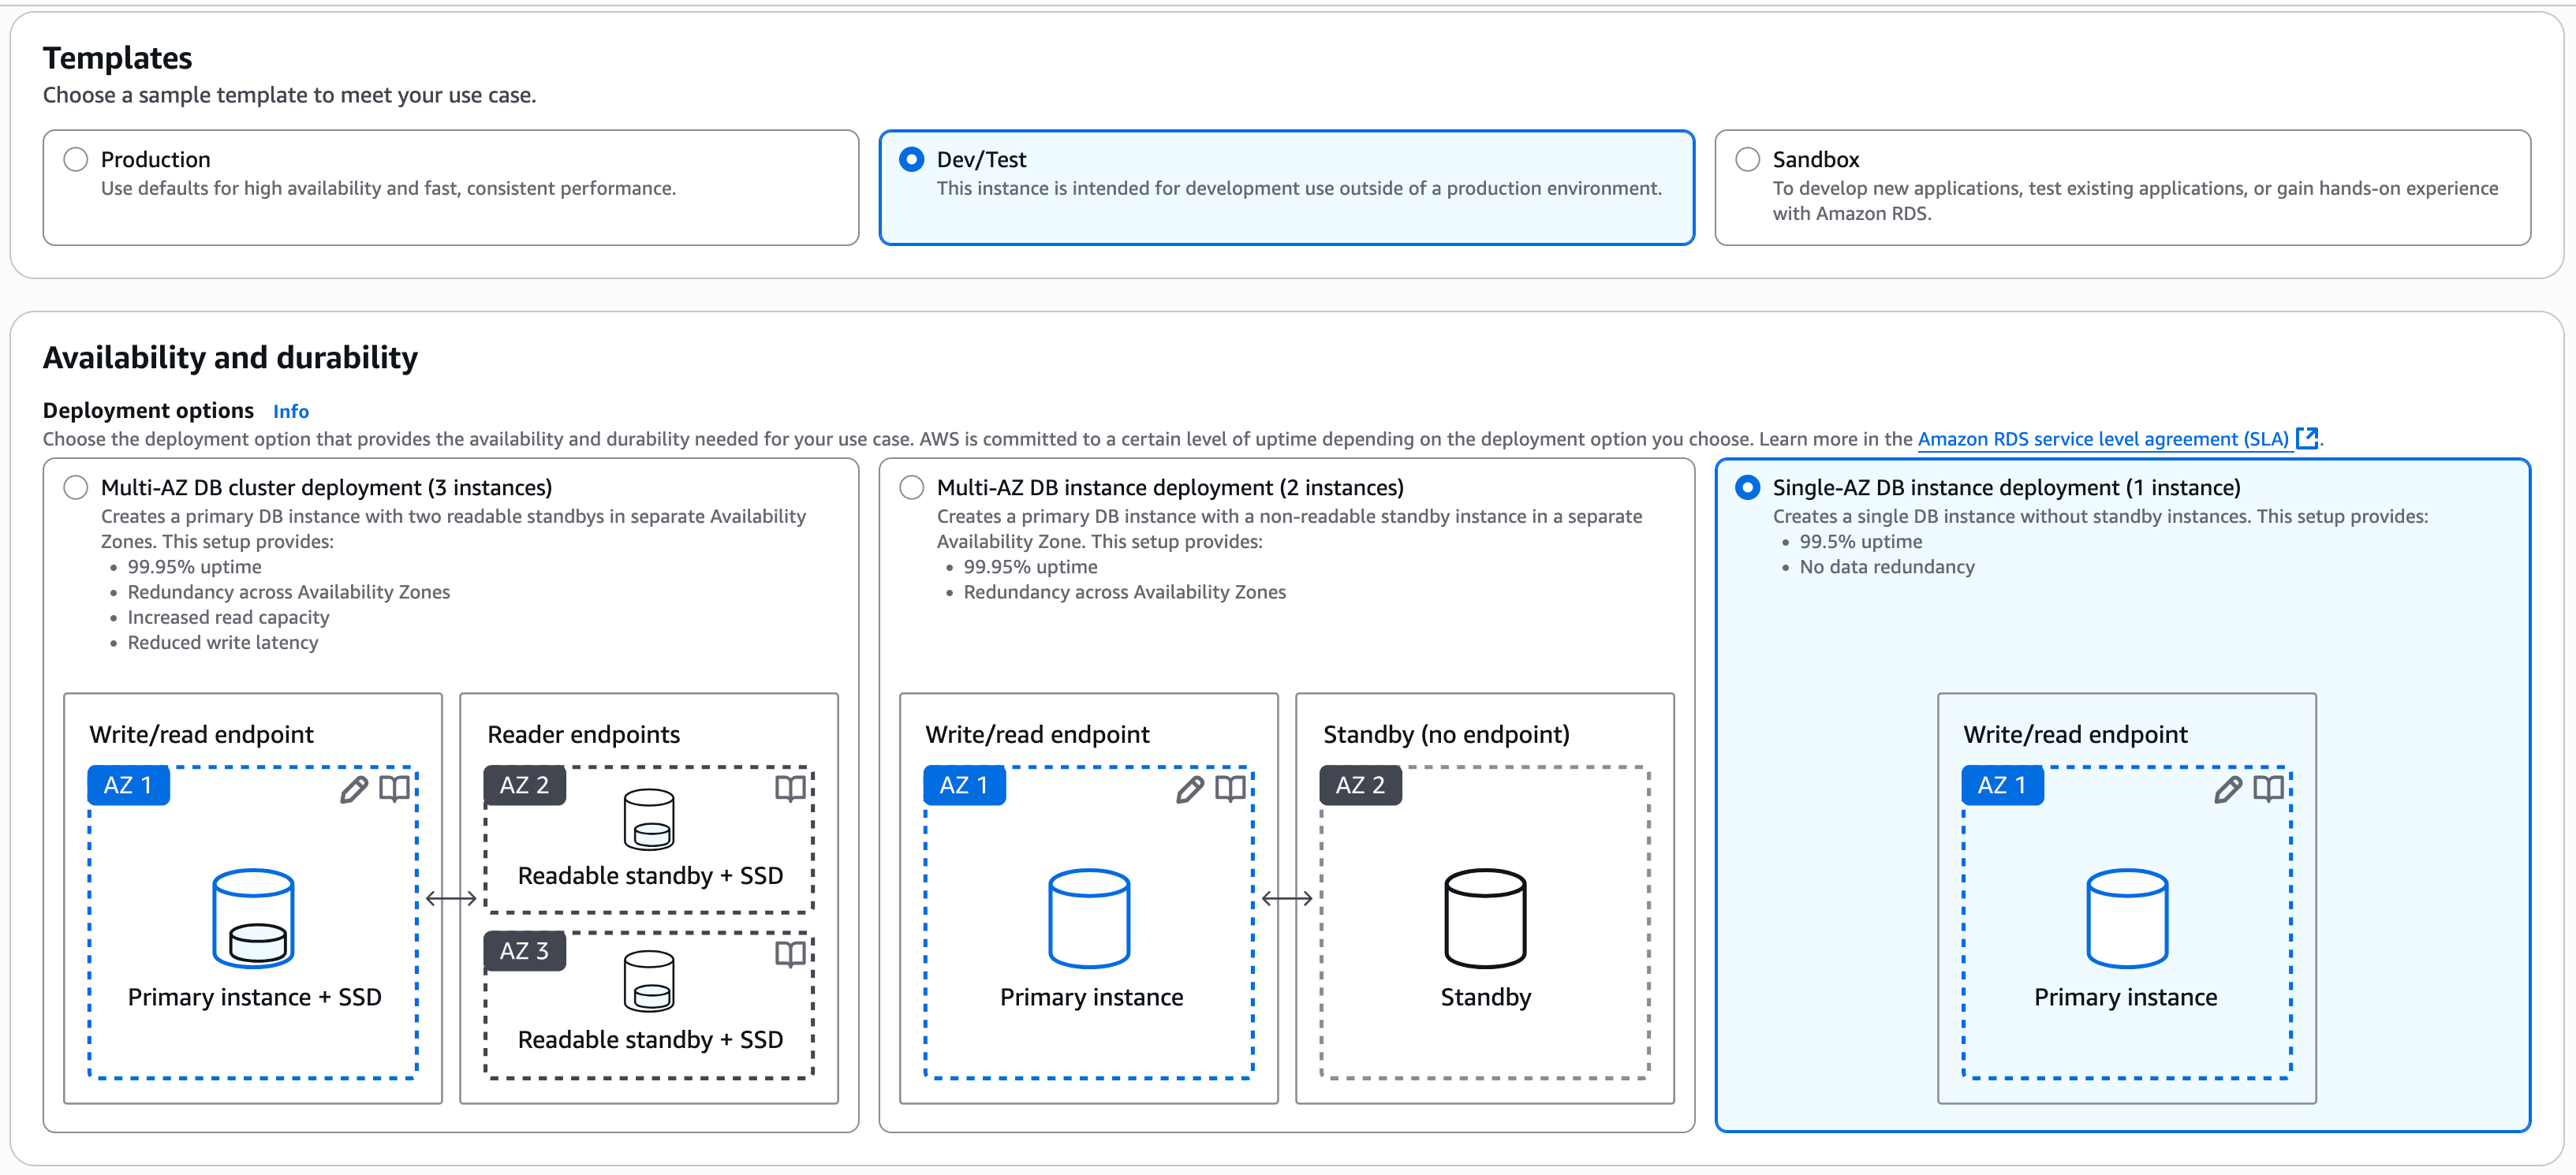 Templates
Choose a sample template to meet your use case.
Production
Use defaults for high availability and fast, consistent performance.
Dev/Test
This instance is intended for development use outside of a production environment.
Sandbox
To develop new applications, test existing applications, or gain hands-on experience
with Amazon RDS.
Availability and durability
Deployment options Info
Choose the deployment option that provides the availability and durability needed for your use case. AWS is committed to a certain level of uptime depending on the deployment option you choose. Learn more in the Amazon RDS service level agreement (SLA).
Multi-AZ DB cluster deployment (3 instances)
Creates a primary DB instance with two readable standbys in separate Availability
Zones. This setup provides:
• 99.95% uptime
• Redundancy across Availability Zones
• Increased read capacity
• Reduced write latency
Write/read endpoint
AZ 1
Primary instance + SSD
Reader endpoints
AZ 2
Readable standby + SSD
AZ 3
Readable standby + SSD
Multi-AZ DB instance deployment (2 instances)
Creates a primary DB instance with a non-readable standby instance in a separate
Availability Zone. This setup provides:
• 99.95% uptime
• Redundancy across Availability Zones
Write/read endpoint
AZ 1
Primary instance
Standby (no endpoint)
AZ 2
Standby
Single-AZ DB instance deployment (1 instance)
Creates a single DB instance without standby instances. This setup provides:
• 99.5% uptime
• No data redundancy
Write/read endpoint
AZ 1
Primary instance